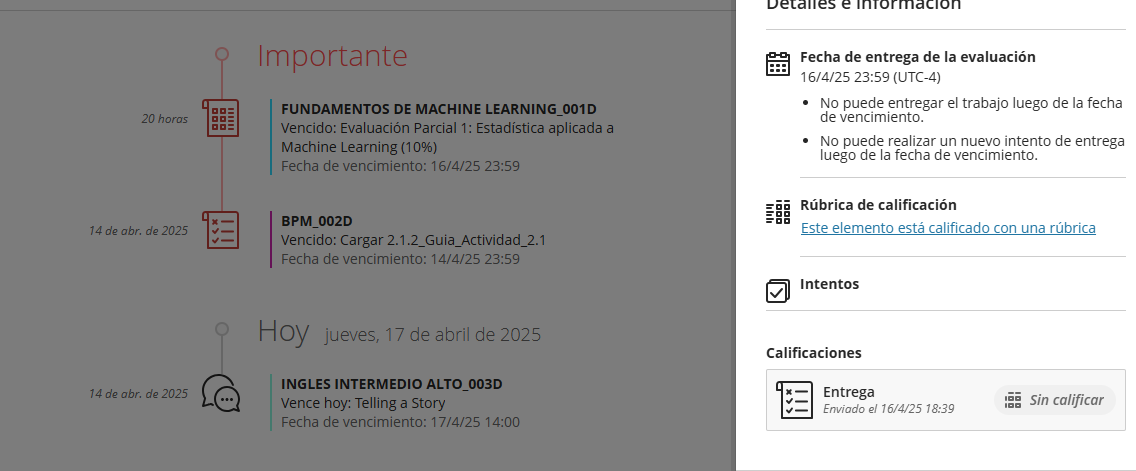 Importante
20 horas
FUNDAMENTOS DE MACHINE LEARNING_001D
Vencido: Evaluación Parcial 1: Estadística aplicada a
Machine Learning (10%)
Fecha de vencimiento: 16/4/25 23:59
14 de abr. de 2025
BPM_002D
Vencido: Cargar 2.1.2_Guia_Actividad_2.1
Fecha de vencimiento: 14/4/25 23:59
Hoy jueves, 17 de abril de 2025
14 de abr. de 2025
INGLES INTERMEDIO ALTO_003D
Vence hoy: Telling a Story
Fecha de vencimiento: 17/4/25 14:00
Detalles e información
Fecha de entrega de la evaluación
16/4/25 23:59 (UTC-4)
• No puede entregar el trabajo luego de la fecha
de vencimiento.
• No puede realizar un nuevo intento de entrega
luego de la fecha de vencimiento.
Rúbrica de calificación
Este elemento está calificado con una rúbrica
Intentos
Calificaciones
Entrega
Enviado el 16/4/25 18:39
Sin calificar